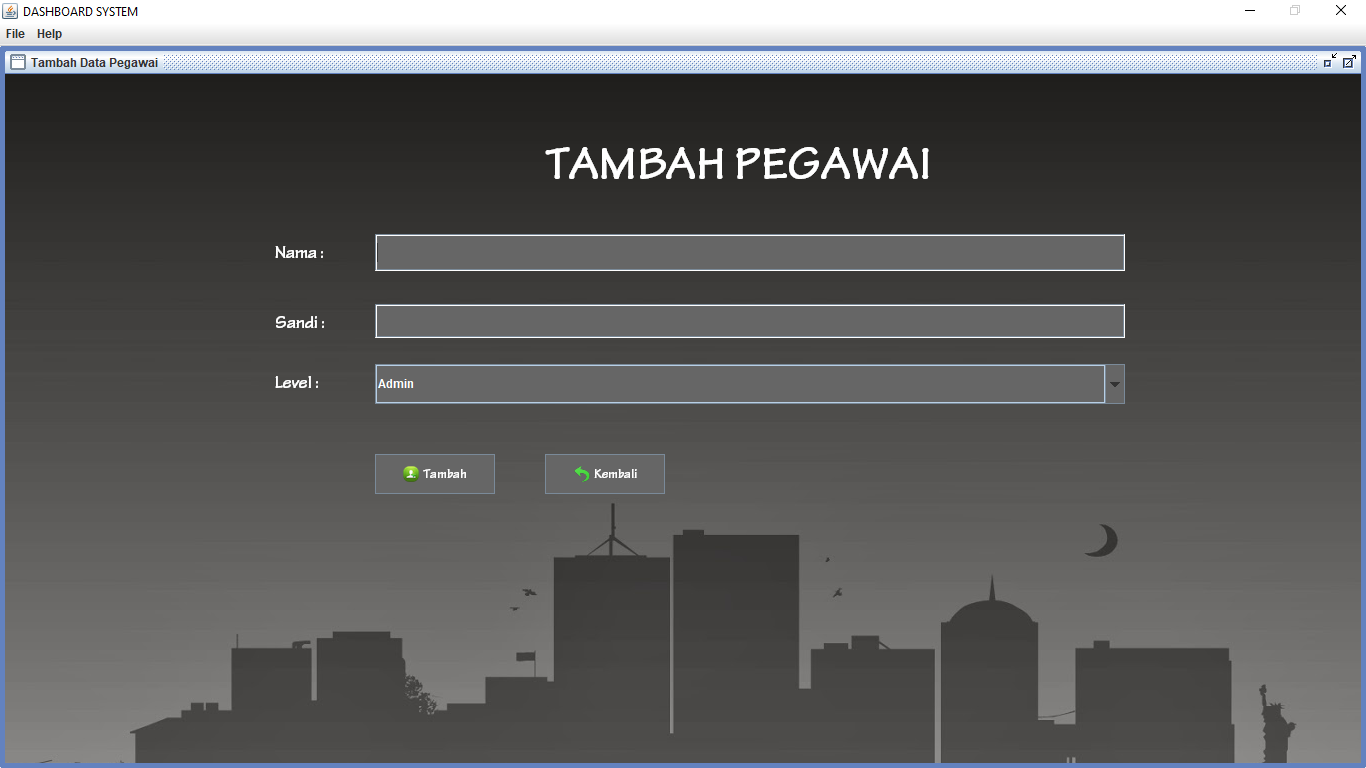 DASHBOARD SYSTEM
File Help
Tambah Data Pegawai
TAMBAH PEGAWAI
Nama :
Sandi :
Level :
Admin
Tambah
Kembali